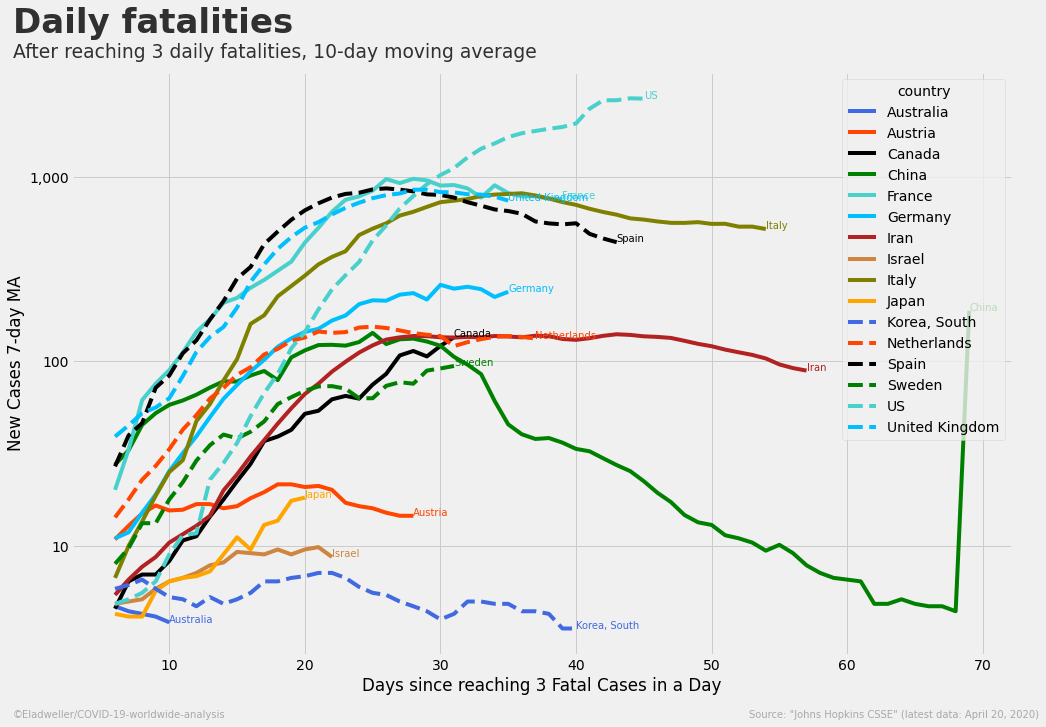 Daily fatalities
After reaching 3 daily fatalities, 10-day moving average
country
Australia
Austria
Canada
China
France
Germany
Iran
Israel
Italy
Japan
Korea, South
Netherlands
Spain
Sweden
US
United Kingdom
US
United Kingdom
France
Italy
Spain
Germany
China
Canada
Netherlands
Sweden
Iran
Japan
Austria
Israel
Australia
Korea, South
1,000
100
10
New Cases 7-day MA
10 20 30 40 50 60 70
Days since reaching 3 Fatal Cases in a Day
©Eladweller/COVID-19-worldwide-analysis
Source: "Johns Hopkins CSSE" (latest data: April 20, 2020)